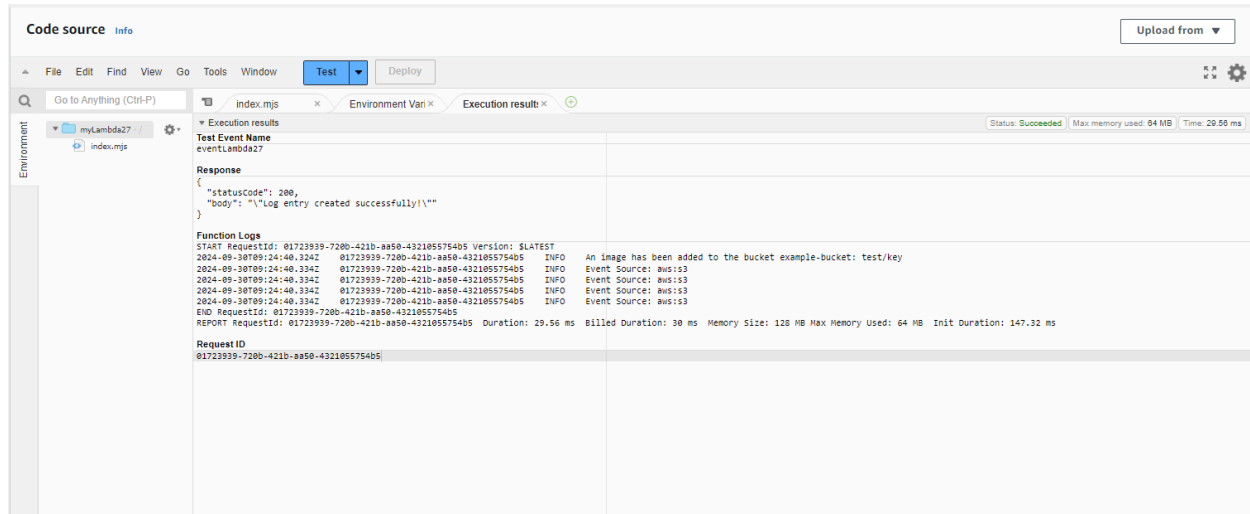 Code source Info
Upload from
File Edit Find View Go Tools Window Test Deploy
Go to Anything (Ctrl-P)
index.mjs Environment Vari Execution results
Environment
myLambda27 - /
index.mjs
Execution results
Status: Succeeded Max memory used: 64 MB Time: 29.56 ms
Test Event Name
eventLambda27
Response
{
"statusCode": 200,
"body": "\"Log entry created successfully!\""
}
Function Logs
START RequestId: 01723939-720b-421b-aa50-4321055754b5 Version: $LATEST
2024-09-30T09:24:40.324Z 01723939-720b-421b-aa50-4321055754b5 INFO An image has been added to the bucket example-bucket: test/key
2024-09-30T09:24:40.334Z 01723939-720b-421b-aa50-4321055754b5 INFO Event Source: aws:s3
2024-09-30T09:24:40.334Z 01723939-720b-421b-aa50-4321055754b5 INFO Event Source: aws:s3
2024-09-30T09:24:40.334Z 01723939-720b-421b-aa50-4321055754b5 INFO Event Source: aws:s3
2024-09-30T09:24:40.334Z 01723939-720b-421b-aa50-4321055754b5 INFO Event Source: aws:s3
END RequestId: 01723939-720b-421b-aa50-4321055754b5
REPORT RequestId: 01723939-720b-421b-aa50-4321055754b5 Duration: 29.56 ms Billed Duration: 30 ms Memory Size: 128 MB Max Memory Used: 64 MB Init Duration: 147.32 ms
Request ID
01723939-720b-421b-aa50-4321055754b5